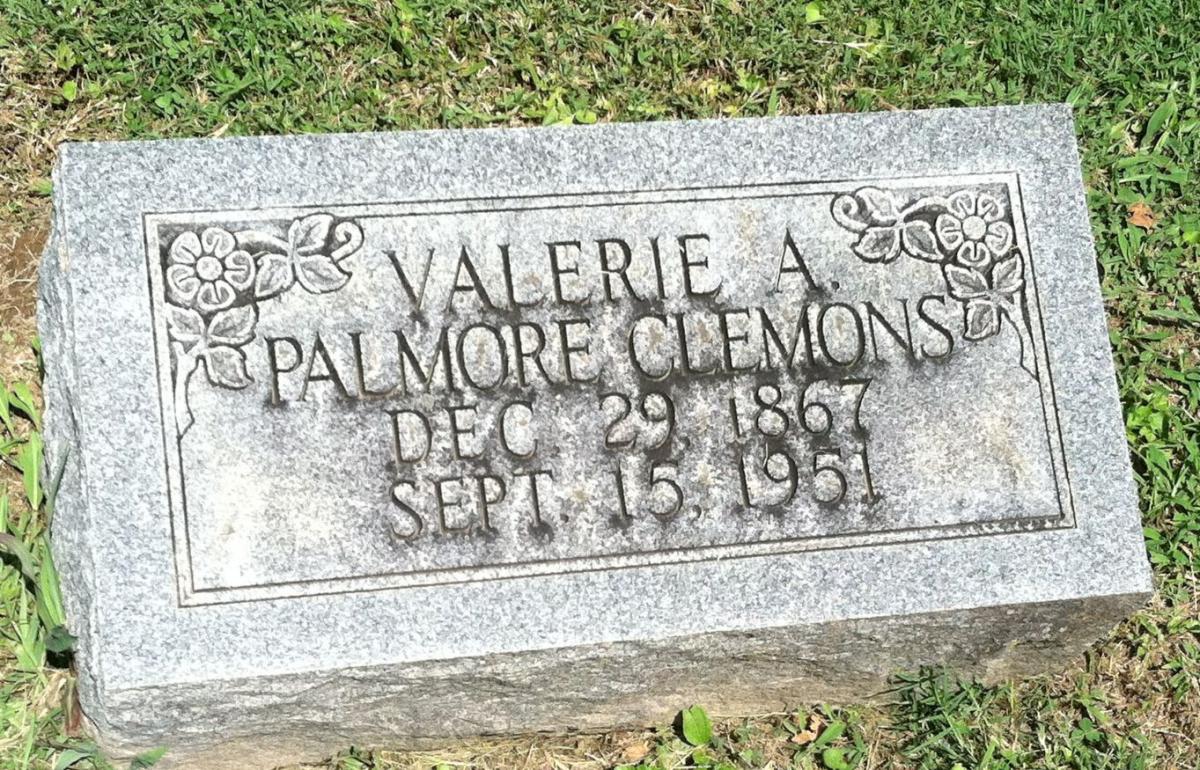 VALERIE A.
PALMORE CLEMONS
DEC 29, 1867
SEPT. 15, 1951